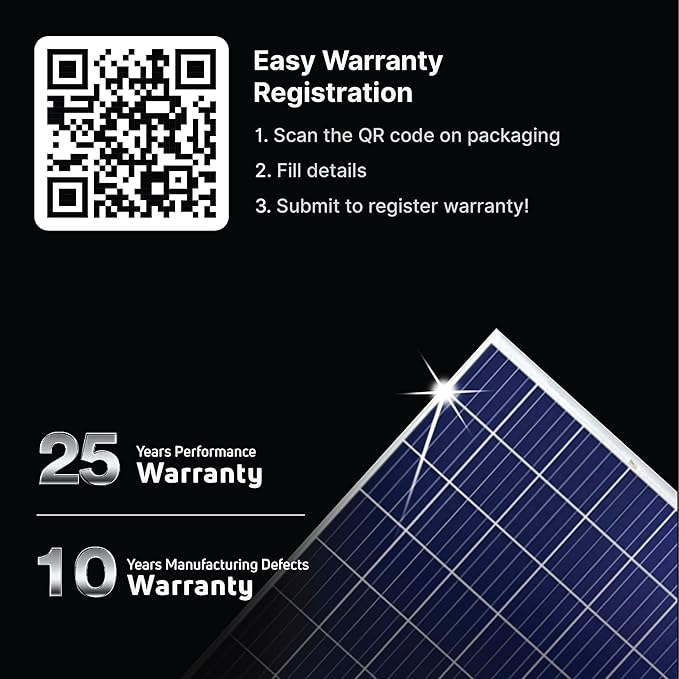 Easy Warranty
Registration
1. Scan the QR code on packaging
2. Fill details
3. Submit to register warranty!
25 Years Performance
Warranty
10 Years Manufacturing Defects
Warranty